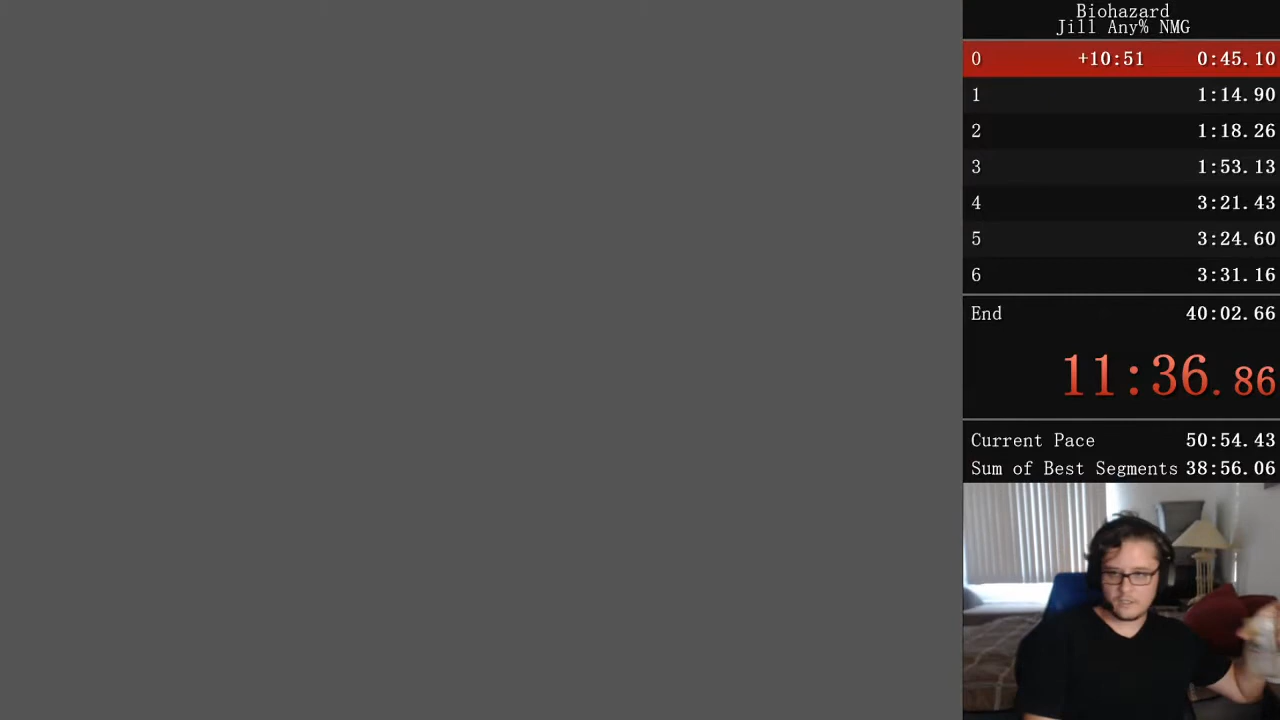 Biohazard
Jill Any% NMG
0 +10:51 0:45.10
1 1:14.90
2 1:18.26
3 1:53.13
4 3:21.43
5 3:24.60
6 3:31.16
End 40:02.66
11:36.86
Current Pace 50:54.43
Sum of Best Segments 38:56.06